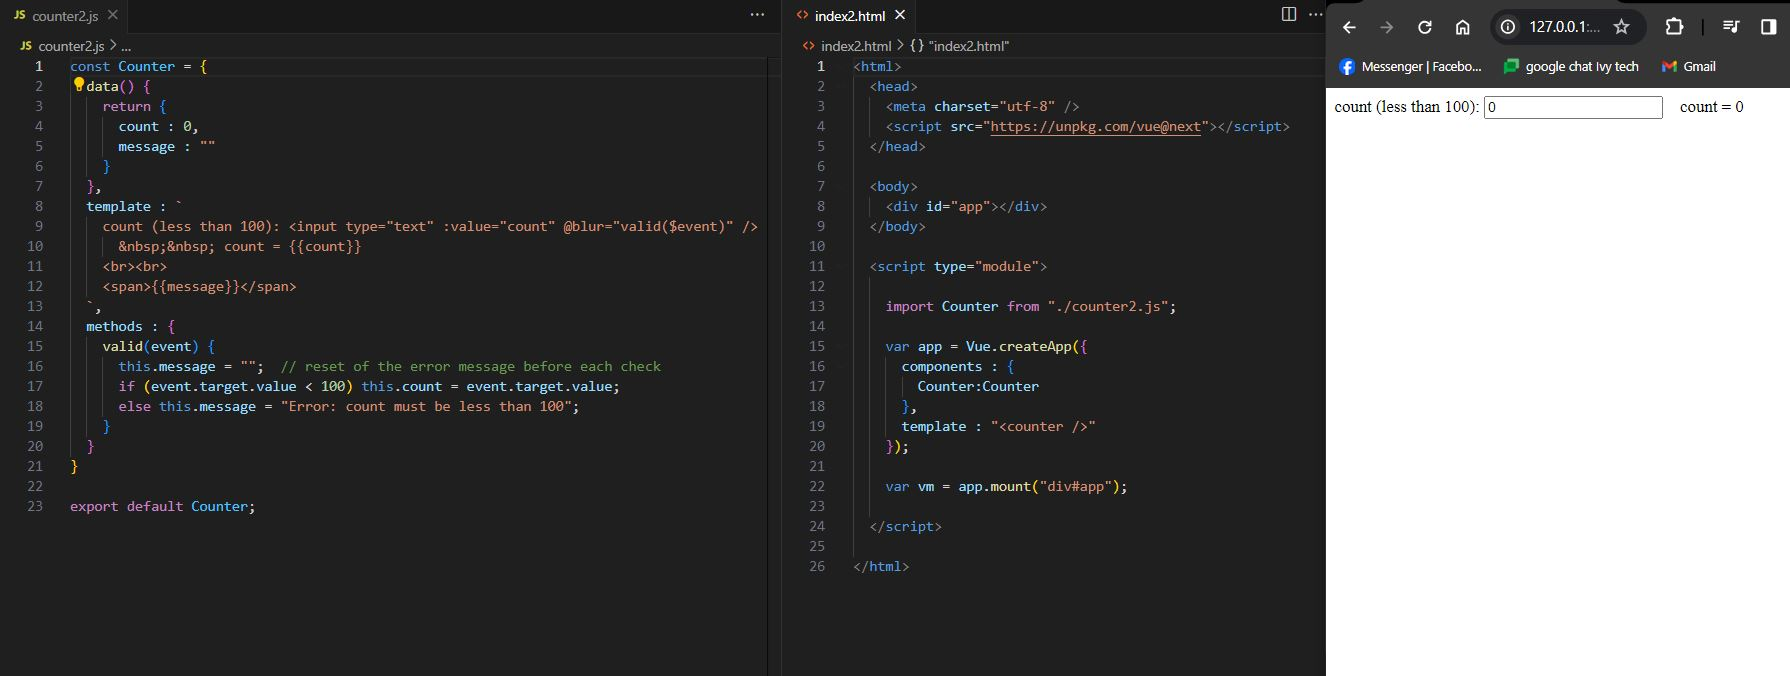 JS counter2.js
JS counter2.js > ...
1 const Counter = {
2 data() {
3 return {
4 count : 0,
5 message : ""
6 }
7 },
8 template : `
9 count (less than 100): <input type="text" :value="count" @blur="valid($event)" />
10 &nbsp;&nbsp; count = {{count}}
11 <br><br>
12 <span>{{message}}</span>
13 `,
14 methods : {
15 valid(event) {
16 this.message = "";  // reset of the error message before each check
17 if (event.target.value < 100) this.count = event.target.value;
18 else this.message = "Error: count must be less than 100";
19 }
20 }
21 }
22
23 export default Counter;
<> index2.html
<> index2.html > {} "index2.html"
1 <html>
2 <head>
3 <meta charset="utf-8" />
4 <script src="https://unpkg.com/vue@next"></script>
5 </head>
6
7 <body>
8 <div id="app"></div>
9 </body>
10
11 <script type="module">
12
13 import Counter from "./counter2.js";
14
15 var app = Vue.createApp({
16 components : {
17 Counter:Counter
18 },
19 template : "<counter />"
20 });
21
22 var vm = app.mount("div#app");
23
24 </script>
25
26 </html>
127.0.0.1:...
Messenger | Facebo... google chat Ivy tech Gmail
count (less than 100): 0 count = 0